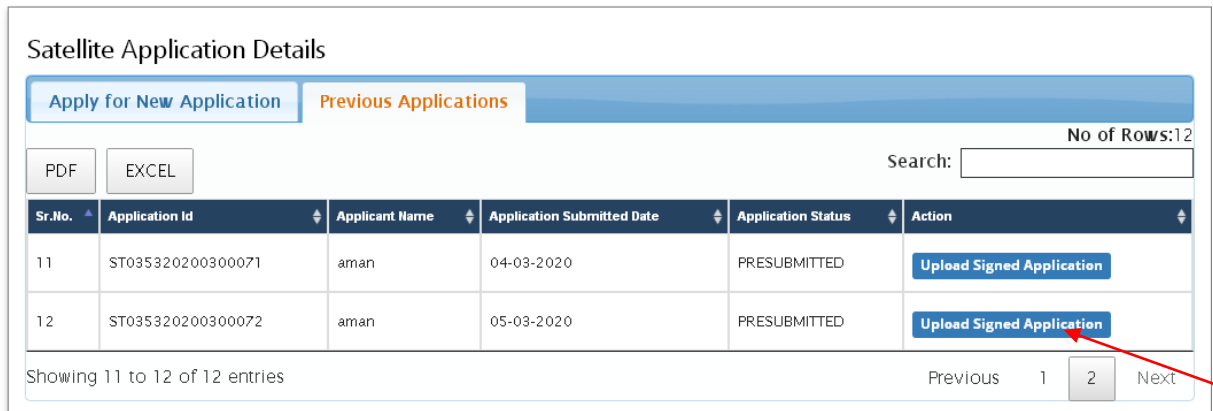 Satellite Application Details
Apply for New Application Previous Applications
No of Rows:12
PDF EXCEL Search:
Sr.No. Application Id Applicant Name Application Submitted Date Application Status Action
11 ST035320200300071 aman 04-03-2020 PRESUBMITTED Upload Signed Application
12 ST035320200300072 aman 05-03-2020 PRESUBMITTED Upload Signed Application
Showing 11 to 12 of 12 entries Previous 1 2 Next